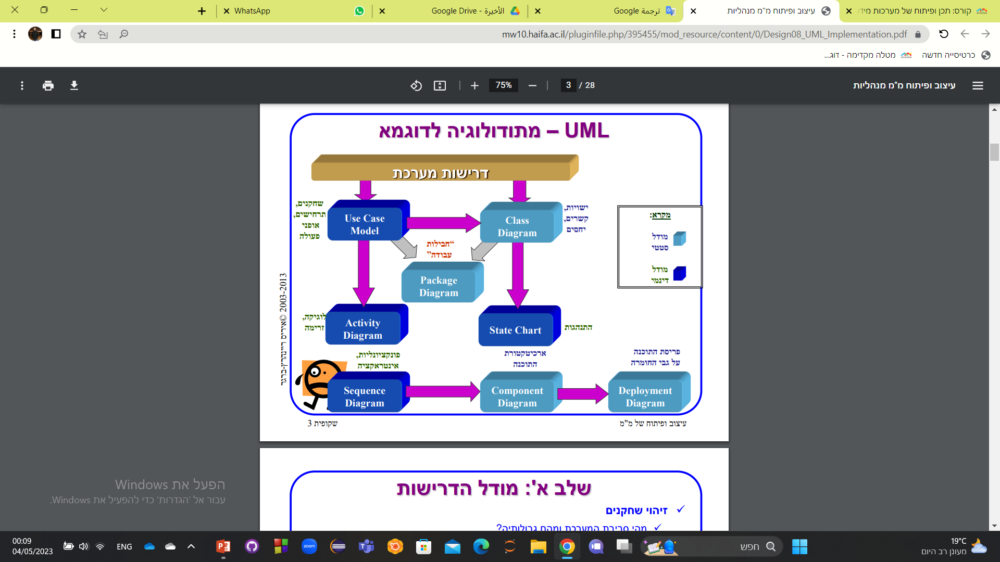 WhatsApp
Google Drive - الأخيرة
ترجمة Google
עיצוב ופיתוח מ"מ מנהליות
קורס: תכן ופיתוח של מערכות מיד
mw10.haifa.ac.il/pluginfile.php/395455/mod_resource/content/0/Design08_UML_Implementation.pdf
כרטיסייה חדשה
מטלה מקדימה - דוג...
עיצוב ופיתוח מ"מ מנהליות
3 / 28
75%
UML – מתודולוגיה לדוגמא
דרישות מערכת
שחקנים,
תרחישים,
אופני
פעולה
Use Case
Model
Class
Diagram
ישויות,
קשרים,
יחסים
מקרא:
מודל
סטטי
מודל
דינמי
“חבילות
עבודה”
Package
Diagram
לוגיקה,
זרימה
Activity
Diagram
State Chart
התנהגות
פונקציונליות,
אינטראקציה
ארכיטקטורת
התוכנה
פריסת התוכנה
על גבי החומרה
Sequence
Diagram
Component
Diagram
Deployment
Diagram
איריס ריינהרץ-ברגר© 2003-2013
עיצוב ופיתוח של מ"מ
שקופית 3
שלב א': מודל הדרישות
✓ זיהוי שחקנים
✓ מהי סביבת המערכת ומהם גבולותיה?
הפעל את Windows
עבור אל 'הגדרות' כדי להפעיל את Windows.
00:09
04/05/2023
ENG
zoom
חפש
19°C
מעונן רב היום